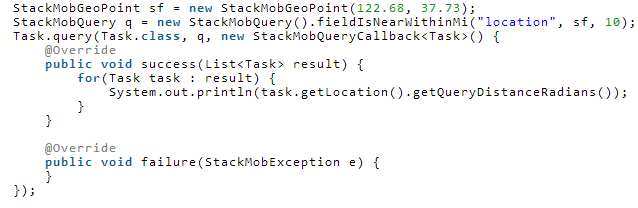 StackMobGeoPoint sf = new StackMobGeoPoint(122.68, 37.73);
StackMobQuery q = new StackMobQuery().fieldIsNearWithinMi("location", sf, 10);
Task.query(Task.class, q, new StackMobQueryCallback<Task>() {
    @Override
    public void success(List<Task> result) {
        for(Task task : result) {
            System.out.println(task.getLocation().getQueryDistanceRadians());
        }
    }

    @Override
    public void failure(StackMobException e) {
    }
});